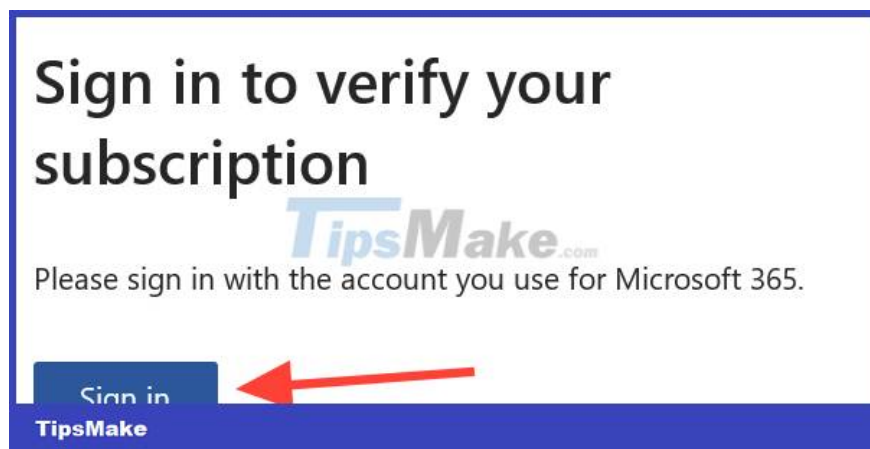 Sign in to verify your
subscription
TipsMake.com
Please sign in with the account you use for Microsoft 365.
Sign in
TipsMake